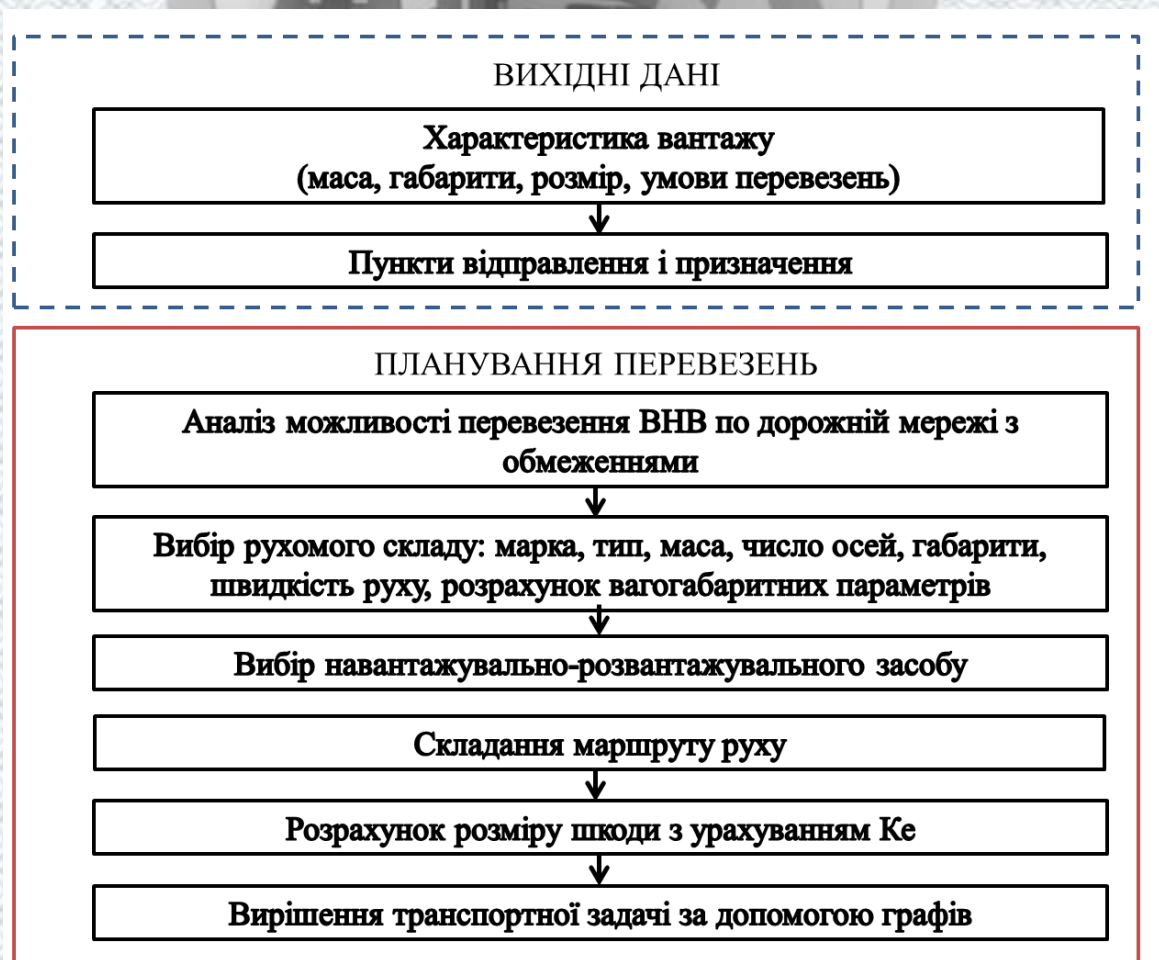 ВИХІДНІ ДАНІ
Характеристика вантажу
(маса, габарити, розмір, умови перевезень)
Пункти відправлення і призначення
ПЛАНУВАННЯ ПЕРЕВЕЗЕНЬ
Аналіз можливості перевезення ВНВ по дорожній мережі з
обмеженнями
Вибір рухомого складу: марка, тип, маса, число осей, габарити,
швидкість руху, розрахунок вагогабаритних параметрів
Вибір навантажувально-розвантажувального засобу
Складання маршруту руху
Розрахунок розміру шкоди з урахуванням Ке
Вирішення транспортної задачі за допомогою графів